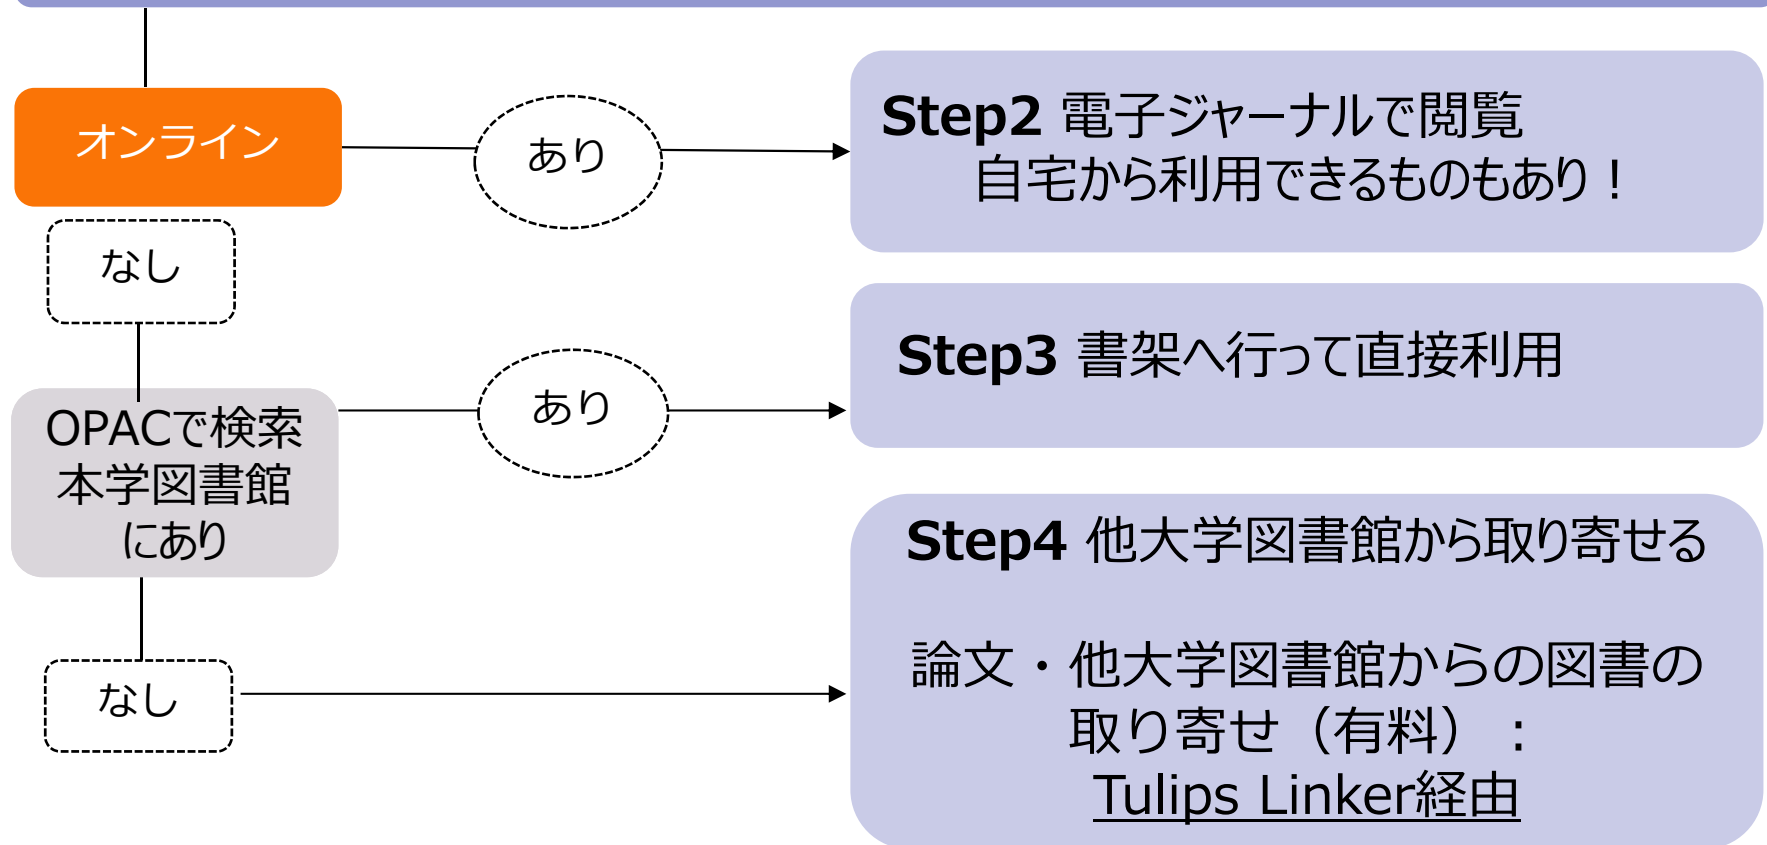 オンライン
あり
Step2 電子ジャーナルで閲覧
自宅から利用できるものもあり！
なし
あり
Step3 書架へ行って直接利用
OPACで検索
本学図書館
にあり
なし
Step4 他大学図書館から取り寄せる
論文・他大学図書館からの図書の
取り寄せ（有料）：
Tulips Linker経由